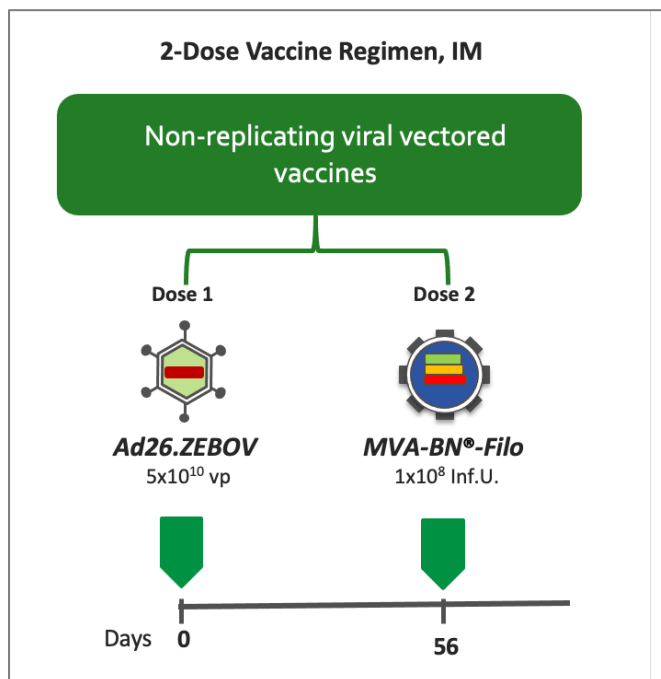 2-Dose Vaccine Regimen, IM
Non-replicating viral vectored
vaccines
Dose 1
Dose 2
Ad26.ZEBOV
MVA-BN®-Filo
5x10¹⁰ vp
1x10⁸ Inf.U.
Days
0
56